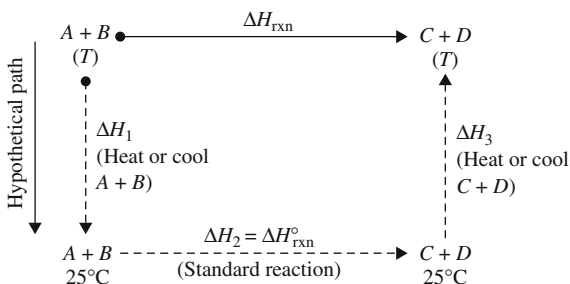 A + B
ΔH_rxn
C + D
(T)
(T)
Hypothetical path
ΔH₁
(Heat or cool
A + B)
ΔH₃
(Heat or cool
C + D)
A + B
ΔH₂ = ΔH°_rxn
C + D
25°C
(Standard reaction)
25°C